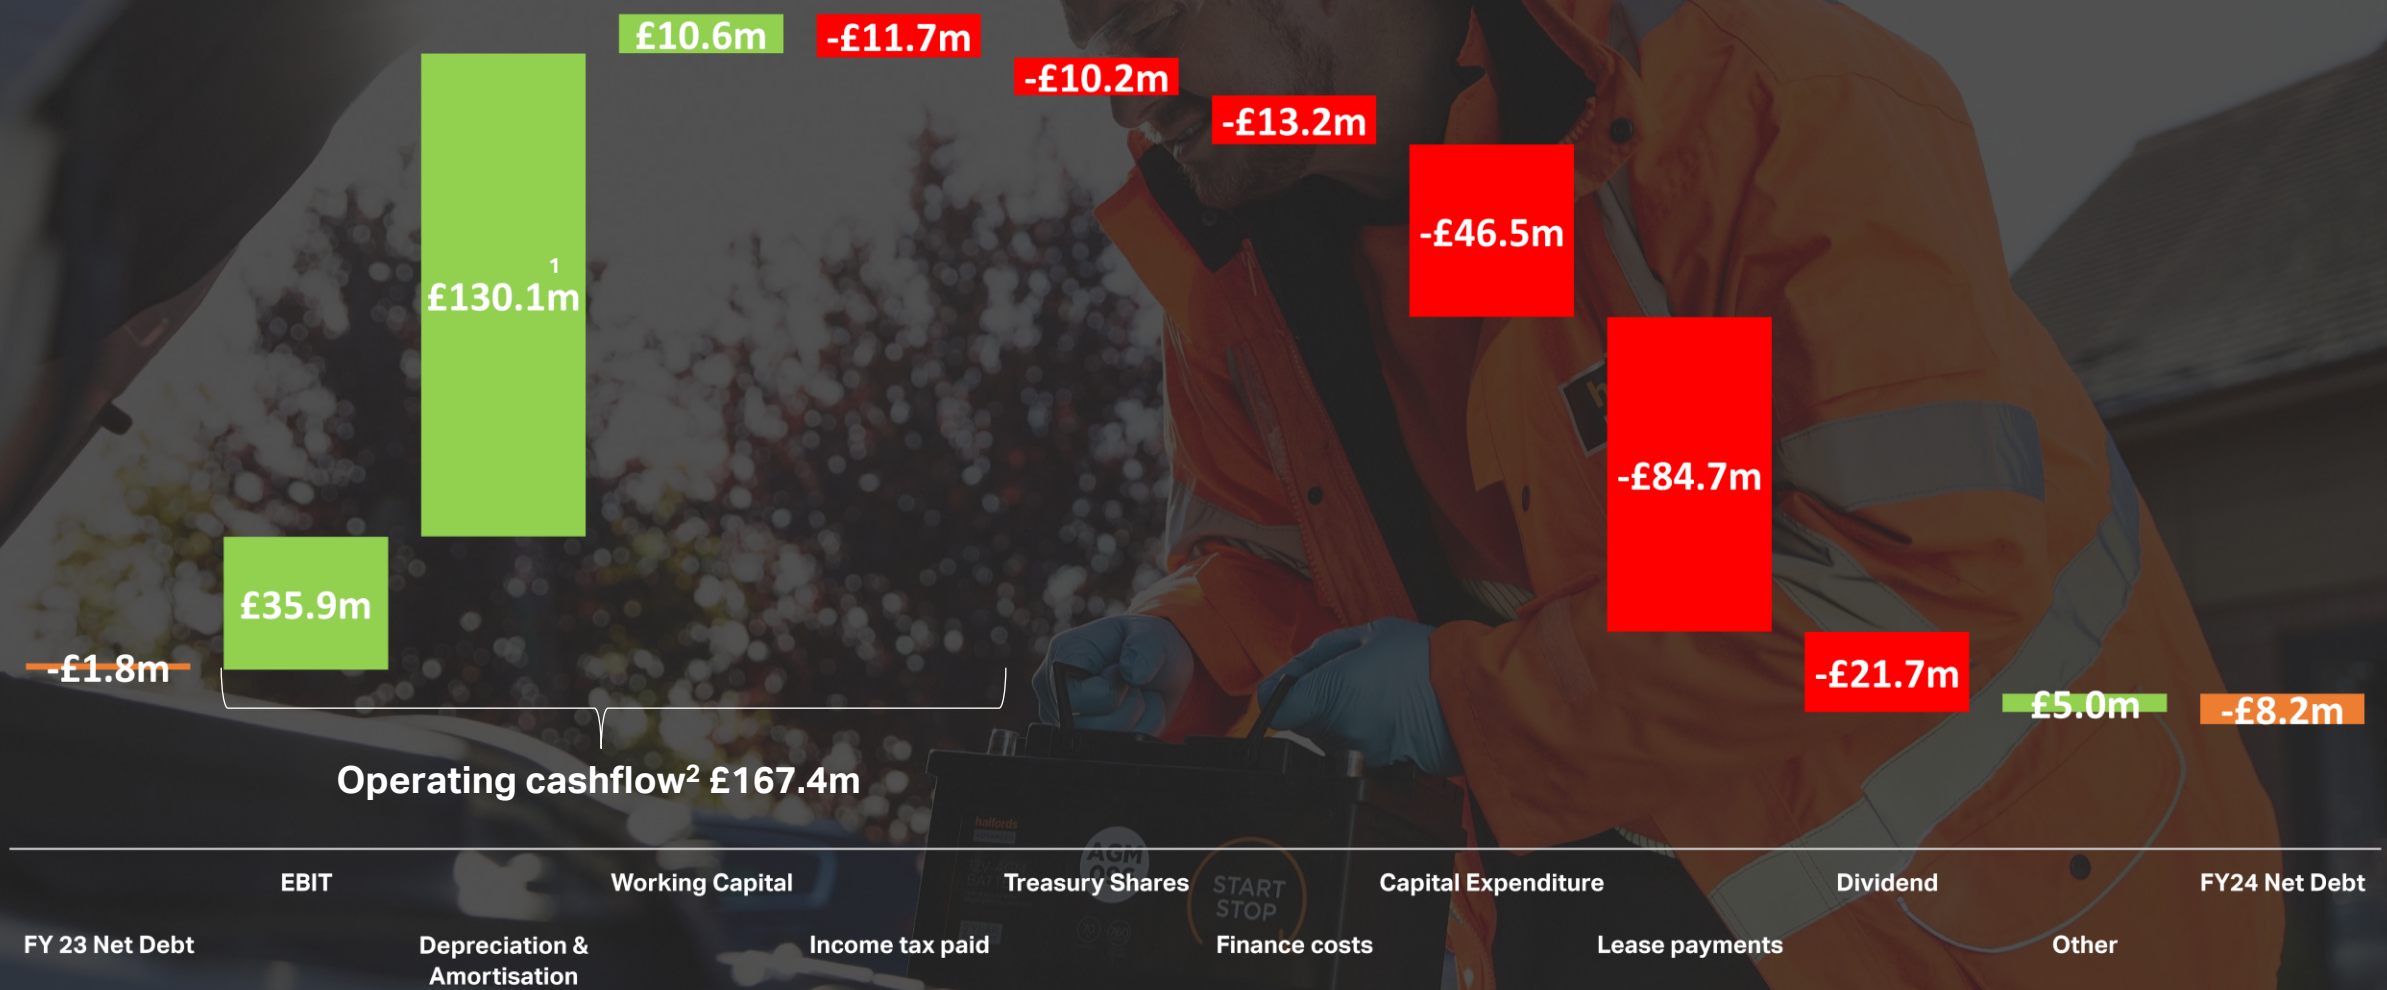 £10.6m
-£11.7m
-£10.2m
-£13.2m
-£46.5m
1
£130.1m
-£84.7m
£35.9m
-£1.8m
-£21.7m
£5.0m
-£8.2m
Operating cashflow² £167.4m
halfords
AGM
START
STOP
EBIT
Working Capital
Treasury Shares
Capital Expenditure
Dividend
FY24 Net Debt
FY 23 Net Debt
Depreciation &
Amortisation
Income tax paid
Finance costs
Lease payments
Other